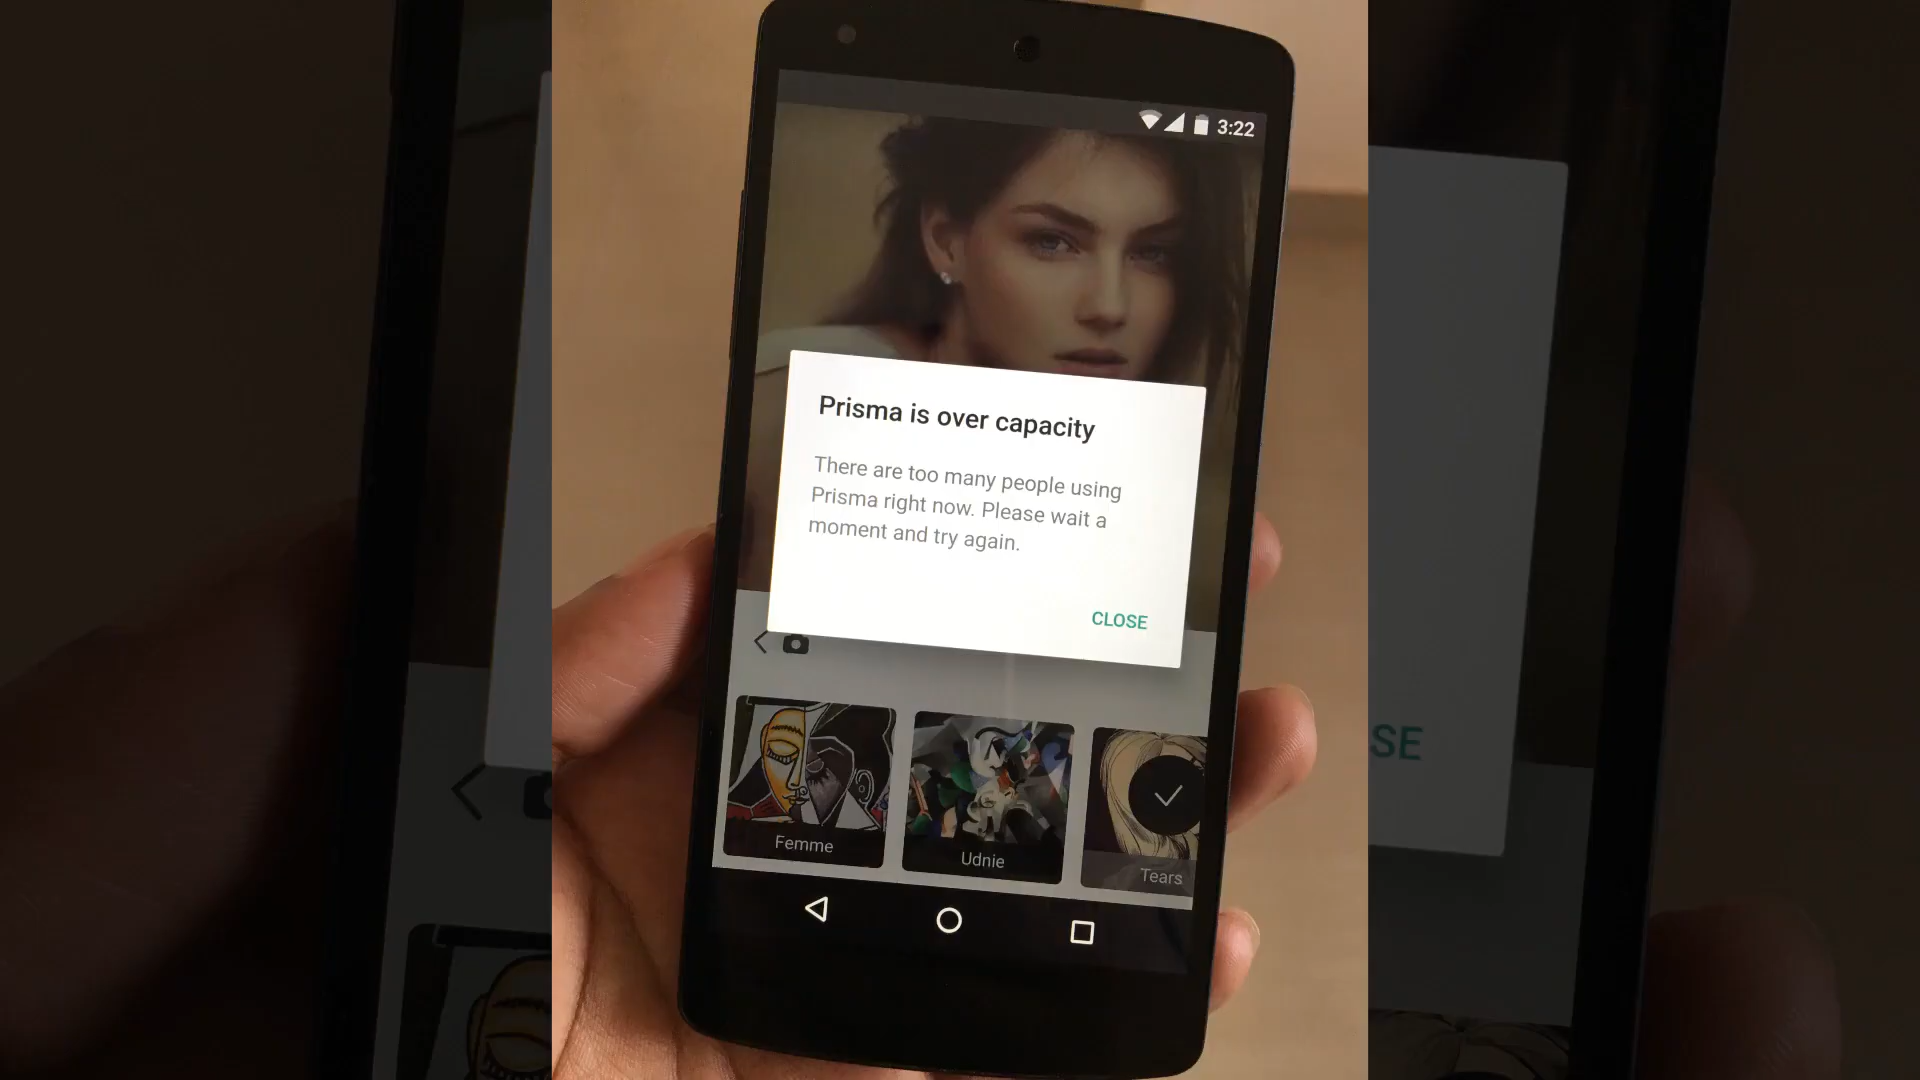 3:22
Prisma is over capacity
There are too many people using
Prisma right now. Please wait a
moment and try again.
CLOSE
SE
Femme
Udnie
Tears